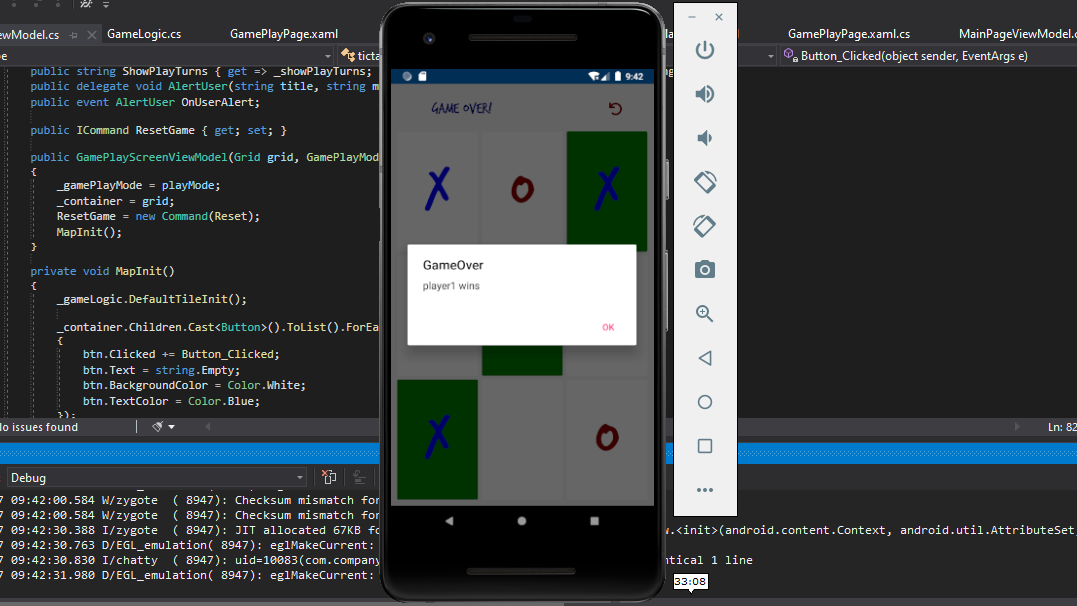 ewModel.cs
GameLogic.cs
GamePlayPage.xaml
GamePlayPage.xaml.cs
MainPageViewModel.c
ticta
Button_Clicked(object sender, EventArgs e)
public string ShowPlayTurns { get => _showPlayTurns;
public delegate void AlertUser(string title, string m
public event AlertUser OnUserAlert;
public ICommand ResetGame { get; set; }
public GamePlayScreenViewModel(Grid grid, GamePlayMod
{
_gamePlayMode = playMode;
_container = grid;
ResetGame = new Command(Reset);
MapInit();
}
private void MapInit()
{
_gameLogic.DefaultTileInit();
_container.Children.Cast<Button>().ToList().ForEa
{
btn.Clicked += Button_Clicked;
btn.Text = string.Empty;
btn.BackgroundColor = Color.White;
btn.TextColor = Color.Blue;
});
9:42
GAME OVER!
X O X
GameOver
player1 wins
OK
X O
No issues found
Ln: 82
Debug
7 09:42:00.584 W/zygote  ( 8947): Checksum mismatch for
7 09:42:00.584 W/zygote  ( 8947): Checksum mismatch for
7 09:42:30.388 I/zygote  ( 8947): JIT allocated 67KB fo
w.<init>(android.content.Context, android.util.AttributeSet,
7 09:42:30.763 D/EGL_emulation( 8947): eglMakeCurrent:
7 09:42:30.830 I/chatty  ( 8947): uid=10083(com.company
ntical 1 line
7 09:42:31.980 D/EGL_emulation( 8947): eglMakeCurrent:
33:08